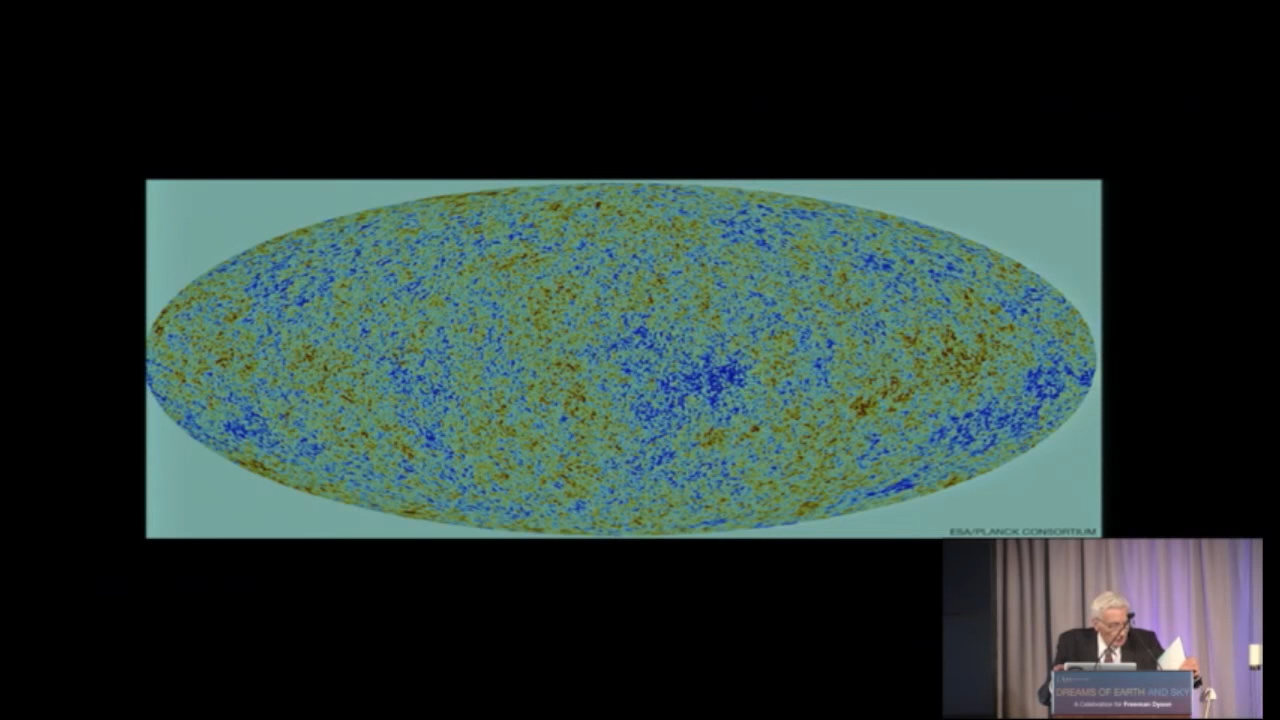 ESA/PLANCK CONSORTIUM
DREAMS OF EARTH AND SKY
A Celebration for Freeman Dyson